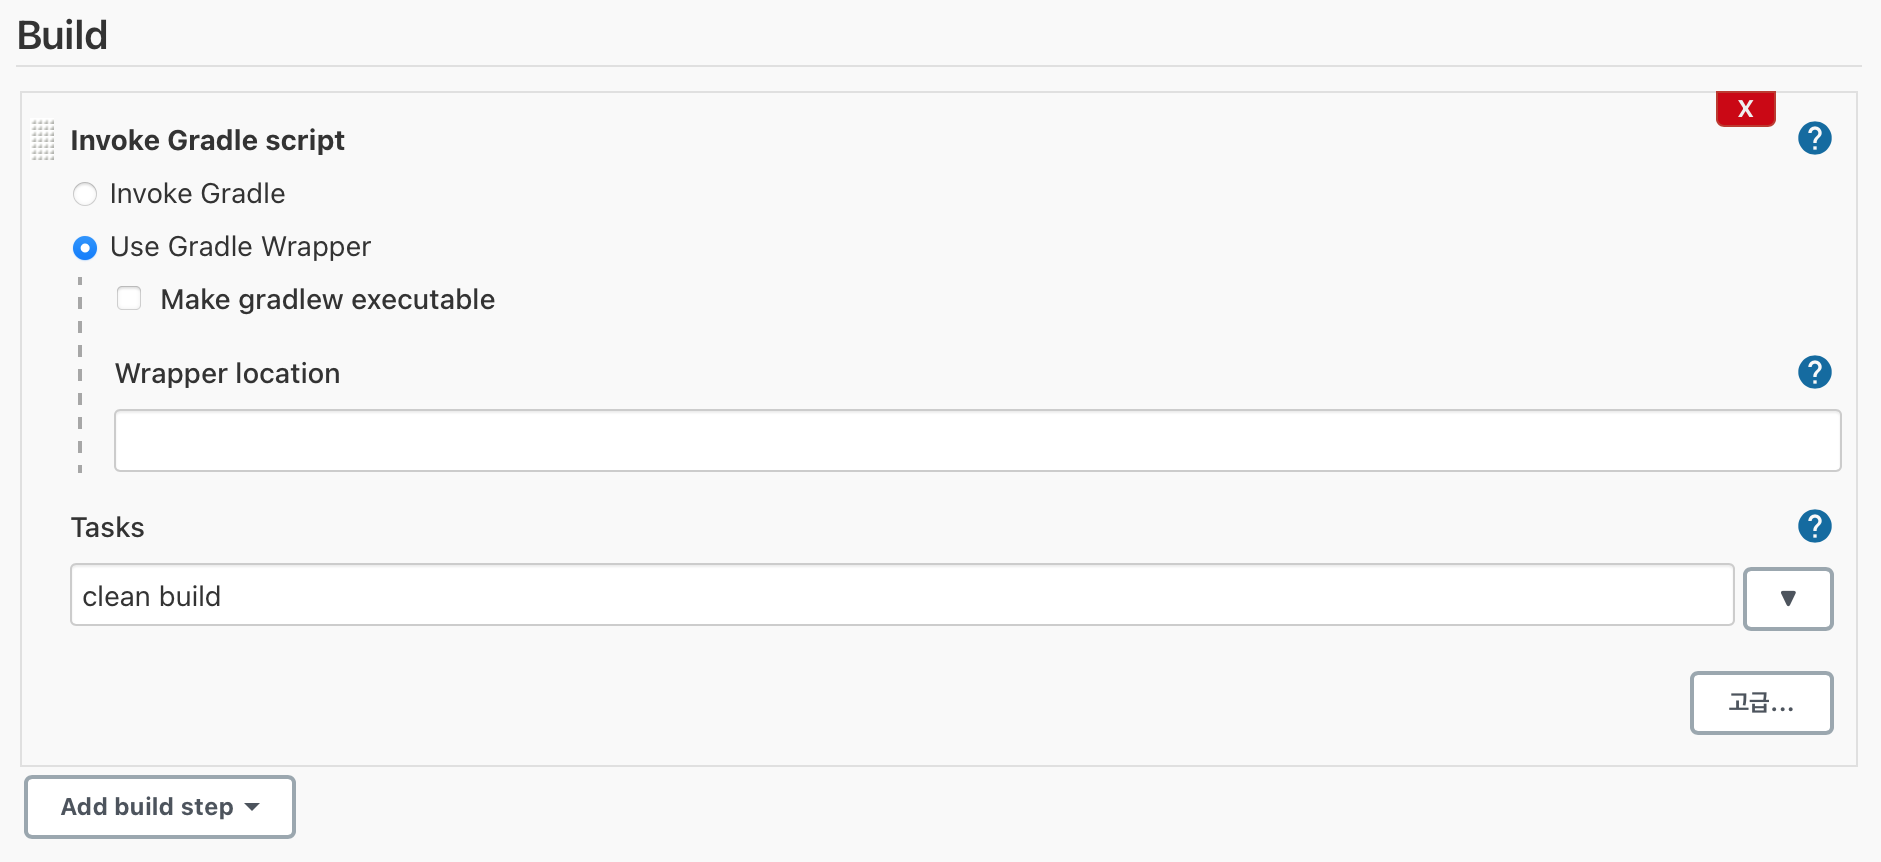 Build
X
Invoke Gradle script
?
Invoke Gradle
Use Gradle Wrapper
Make gradlew executable
Wrapper location
?
Tasks
?
clean build
▼
고급...
Add build step